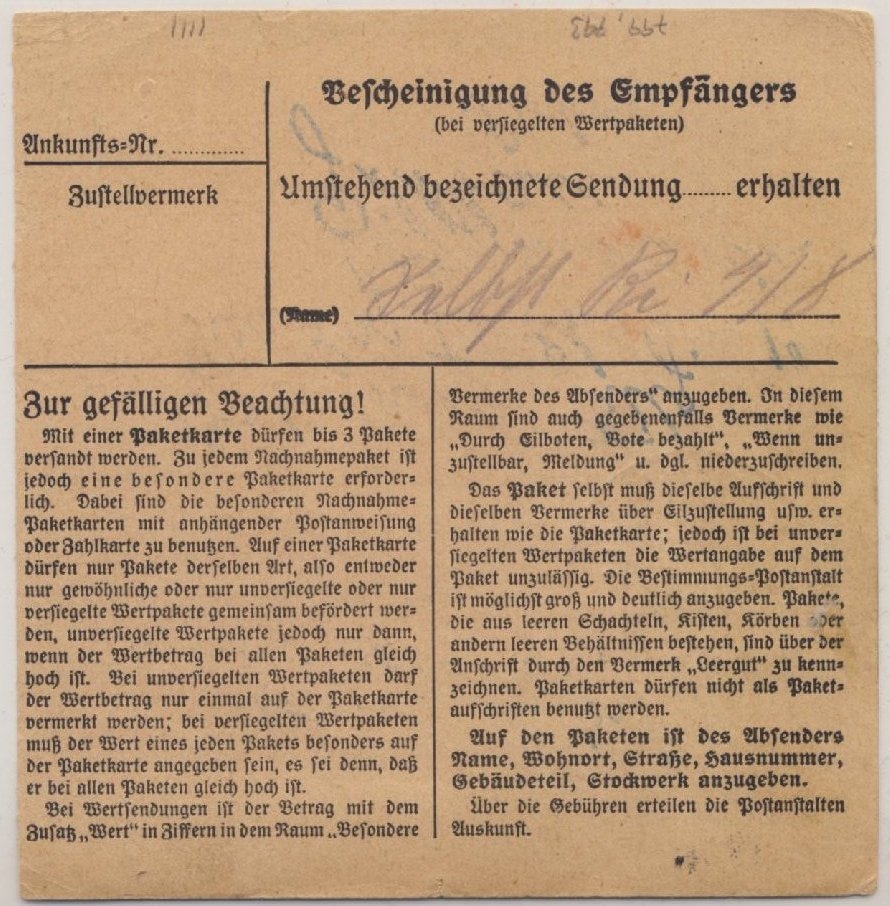 Ankunfts-Nr. ............
Zustellvermerk
Bescheinigung des Empfängers
(bei versiegelten Wertpaketen)
Umstehend bezeichnete Sendung....... erhalten
(Name) Selbst Ri 9/8
Zur gefälligen Beachtung!
Mit einer Paketkarte dürfen bis 3 Pakete
versandt werden. Zu jedem Nachnahmepaket ist
jedoch eine besondere Paketkarte erforder-
lich. Dabei sind die besonderen Nachnahme-
Paketkarten mit anhängender Postanweisung
oder Zahlkarte zu benutzen. Auf einer Paketkarte
dürfen nur Pakete derselben Art, also entweder
nur gewöhnliche oder nur unversiegelte oder nur
versiegelte Wertpakete gemeinsam befördert wer-
den, unversiegelte Wertpakete jedoch nur dann,
wenn der Wertbetrag bei allen Paketen gleich
hoch ist. Bei unversiegelten Wertpaketen darf
der Wertbetrag nur einmal auf der Paketkarte
vermerkt werden; bei versiegelten Wertpaketen
muß der Wert eines jeden Pakets besonders auf
der Paketkarte angegeben sein, es sei denn, daß
er bei allen Paketen gleich hoch ist.
Bei Wertsendungen ist der Betrag mit dem
Zusatz „Wert" in Ziffern in dem Raum „Besondere
Vermerke des Absenders" anzugeben. In diesem
Raum sind auch gegebenenfalls Vermerke wie
„Durch Eilboten, Bote bezahlt", „Wenn un-
zustellbar, Meldung" u. dgl. niederzuschreiben.
Das Paket selbst muß dieselbe Aufschrift und
dieselben Vermerke über Eilzustellung usw. er-
halten wie die Paketkarte; jedoch ist bei unver-
siegelten Wertpaketen die Wertangabe auf dem
Paket unzulässig. Die Bestimmungs-Postanstalt
ist möglichst groß und deutlich anzugeben. Pakete,
die aus leeren Schachteln, Kisten, Körben oder
andern leeren Behältnissen bestehen, sind über der
Anschrift durch den Vermerk „Leergut" zu kenn-
zeichnen. Paketkarten dürfen nicht als Paket-
aufschriften benutzt werden.
Auf den Paketen ist des Absenders
Name, Wohnort, Straße, Hausnummer,
Gebäudeteil, Stockwerk anzugeben.
Über die Gebühren erteilen die Postanstalten
Auskunft.